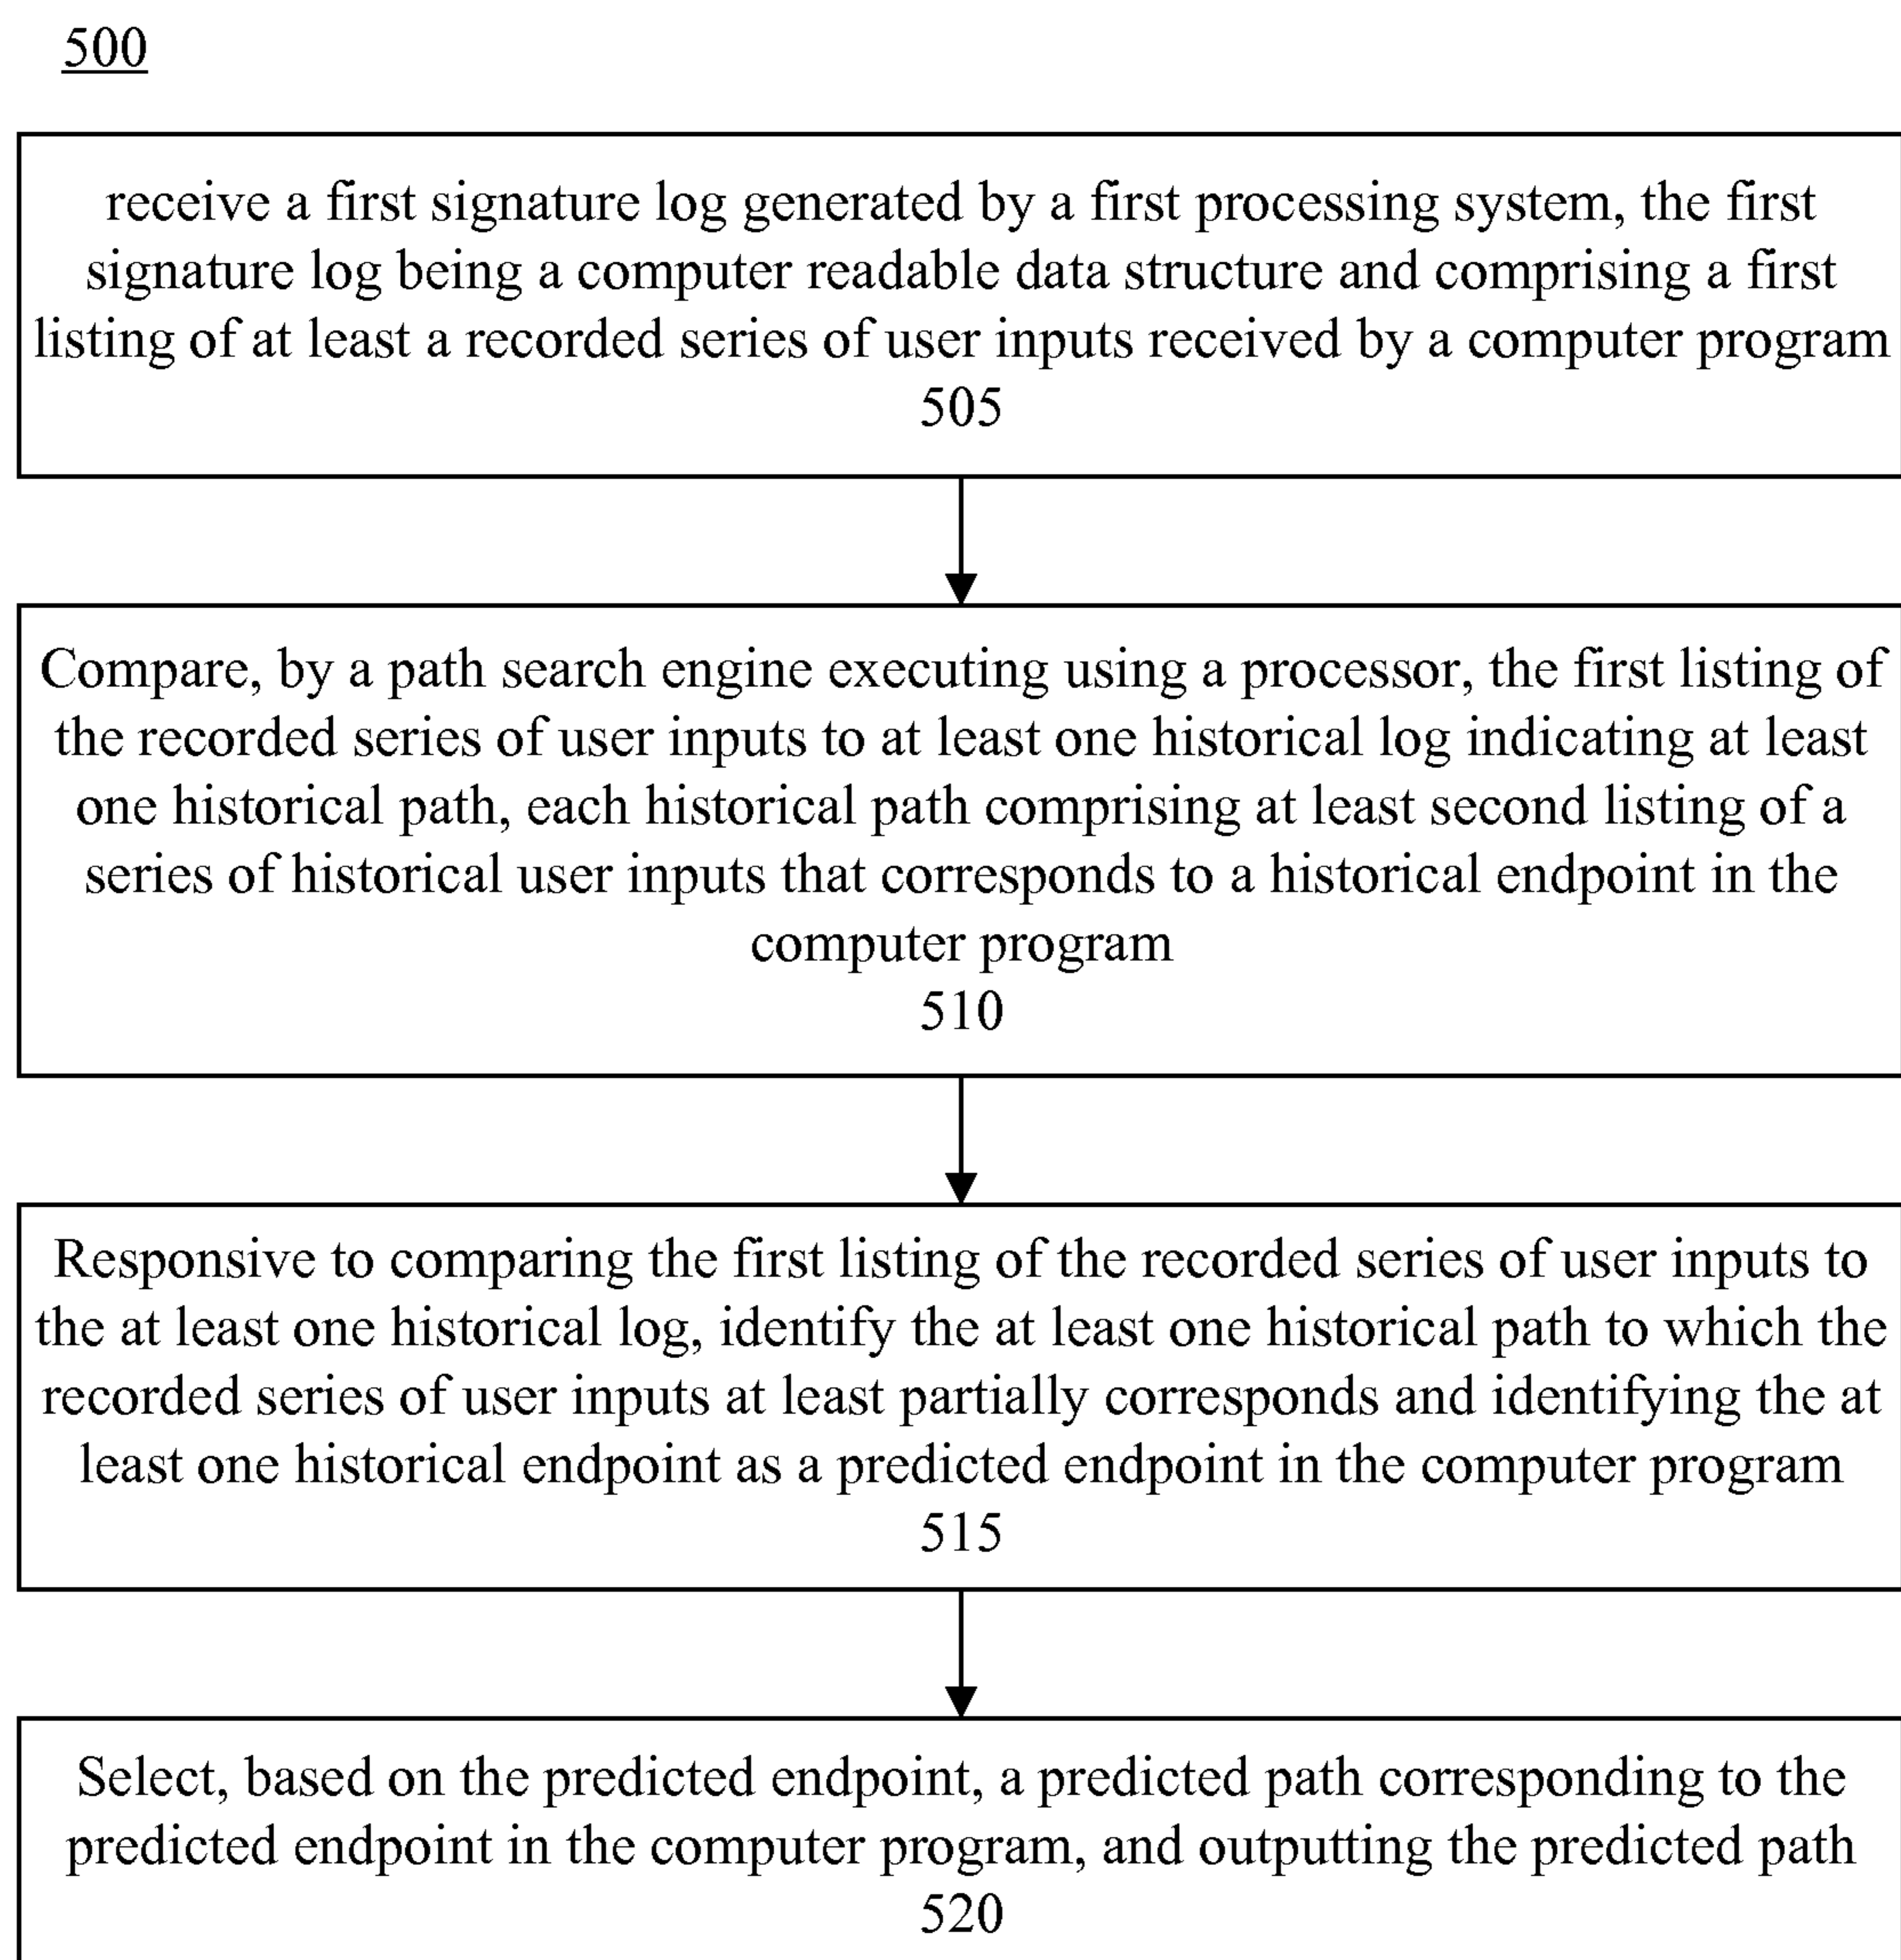 500
receive a first signature log generated by a first processing system, the first
signature log being a computer readable data structure and comprising a first
listing of at least a recorded series of user inputs received by a computer program
505
Compare, by a path search engine executing using a processor, the first listing of
the recorded series of user inputs to at least one historical log indicating at least
one historical path, each historical path comprising at least second listing of a
series of historical user inputs that corresponds to a historical endpoint in the
computer program
510
Responsive to comparing the first listing of the recorded series of user inputs to
the at least one historical log, identify the at least one historical path to which the
recorded series of user inputs at least partially corresponds and identifying the at
least one historical endpoint as a predicted endpoint in the computer program
515
Select, based on the predicted endpoint, a predicted path corresponding to the
predicted endpoint in the computer program, and outputting the predicted path
520